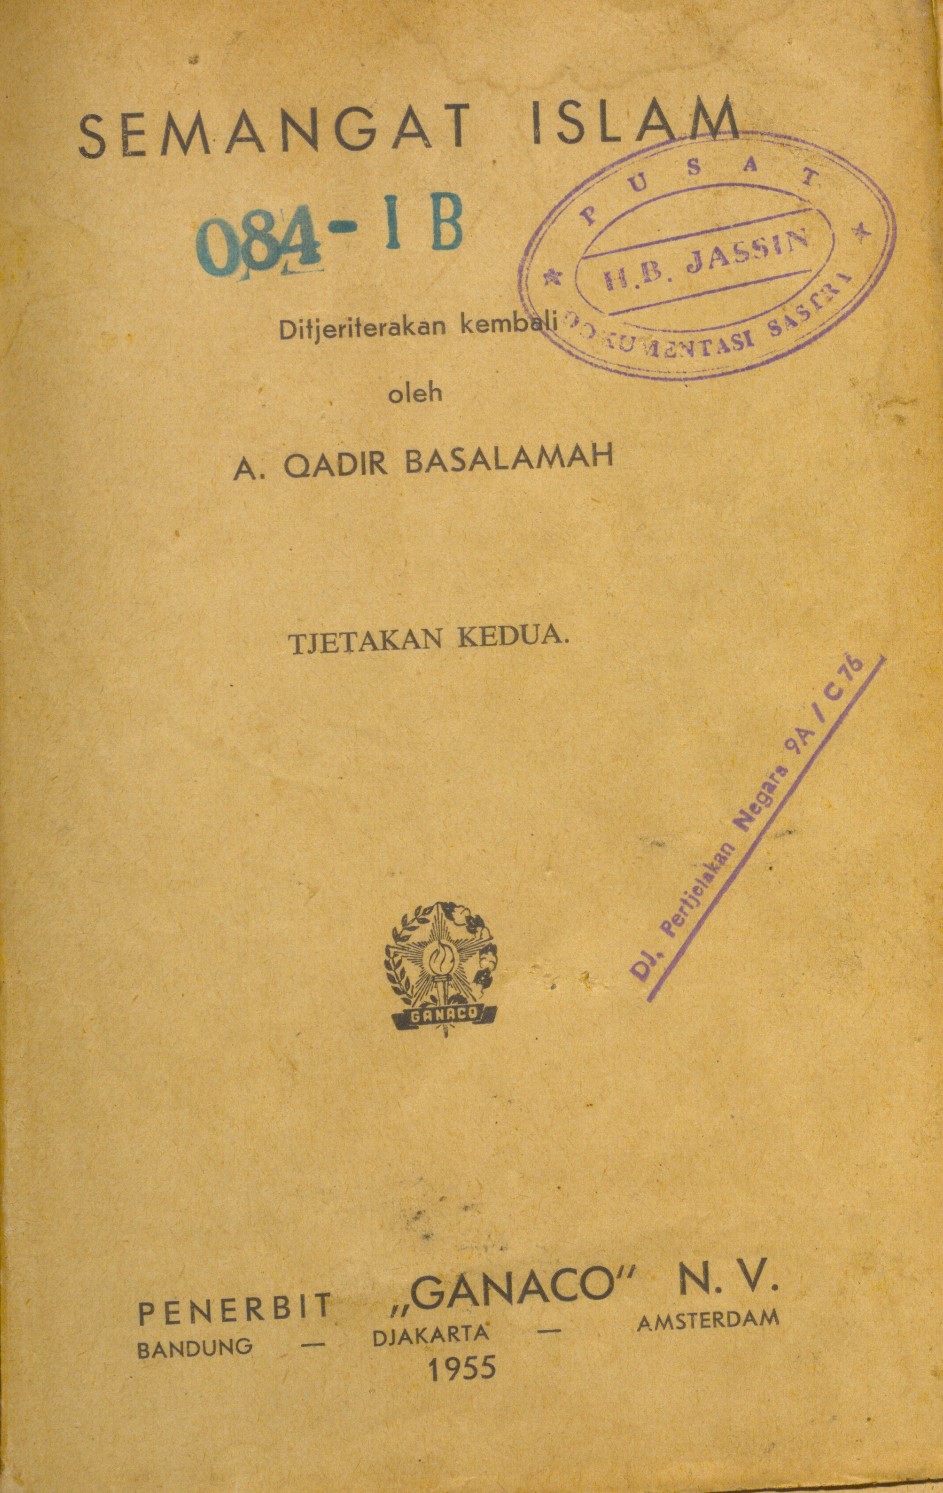 SEMANGAT ISLAM
PUSAT
H.B. JASSIN
DOKUMENTASI SASTRA
084-IB
Ditjeriterakan kembali
oleh
A. QADIR BASALAMAH
TJETAKAN KEDUA.
DJ. Pertjetakan Negara 9A / C 76
GANACO
PENERBIT „GANACO“ N. V.
BANDUNG — DJAKARTA — AMSTERDAM
1955